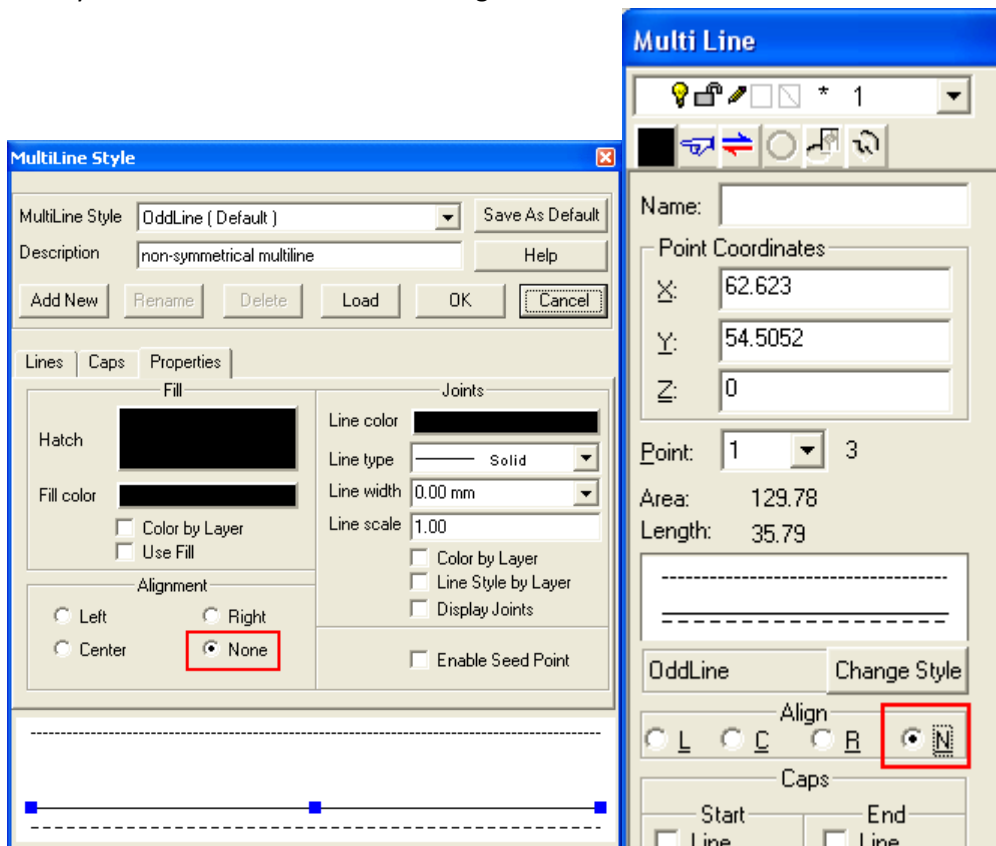 MultiLine Style
MultiLine Style OddLine ( Default ) Save As Default
Description non-symmetrical multiline Help
Add New Rename Delete Load OK Cancel
Lines Caps Properties
Fill
Hatch
Fill color
Color by Layer
Use Fill
Alignment
Left Right
Center None
Joints
Line color
Line type Solid
Line width 0.00 mm
Line scale 1.00
Color by Layer
Line Style by Layer
Display Joints
Enable Seed Point
Multi Line
* 1
Name:
Point Coordinates
X: 62.623
Y: 54.5052
Z: 0
Point: 1 3
Area: 129.78
Length: 35.79
OddLine Change Style
Align
L C R N
Caps
Start End
Line Line